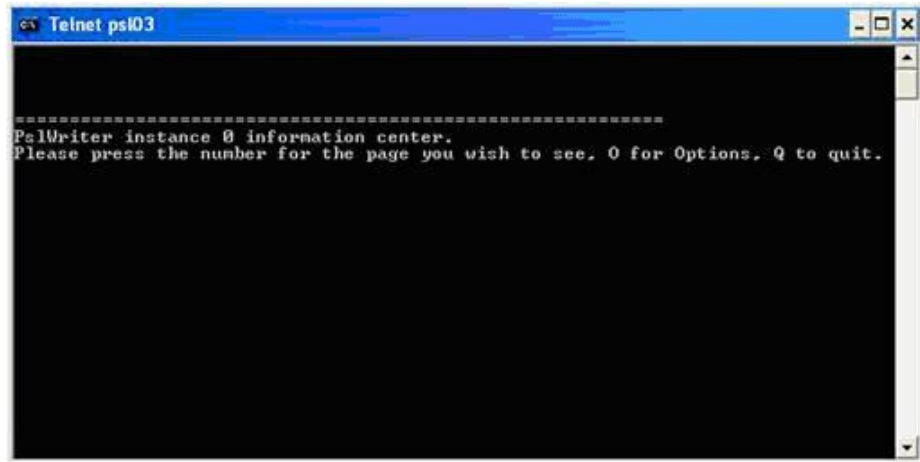 Telnet psl03
==========================================================
PslWriter instance 0 information center.
Please press the number for the page you wish to see, O for Options, Q to quit.